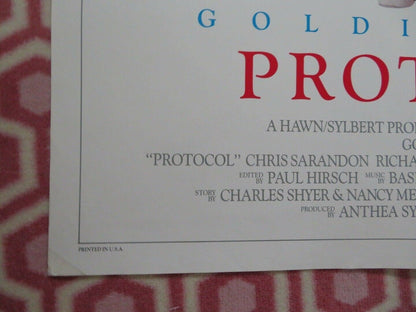 GOLDI
PROT
A HAWN/SYLBERT PRO
GO
"PROTOCOL" CHRIS SARANDON RICHA
EDITED BY PAUL HIRSCH MUSIC BY BAS
STORY BY CHARLES SHYER & NANCY ME
PRODUCED BY ANTHEA SY
PRINTED IN U.S.A.